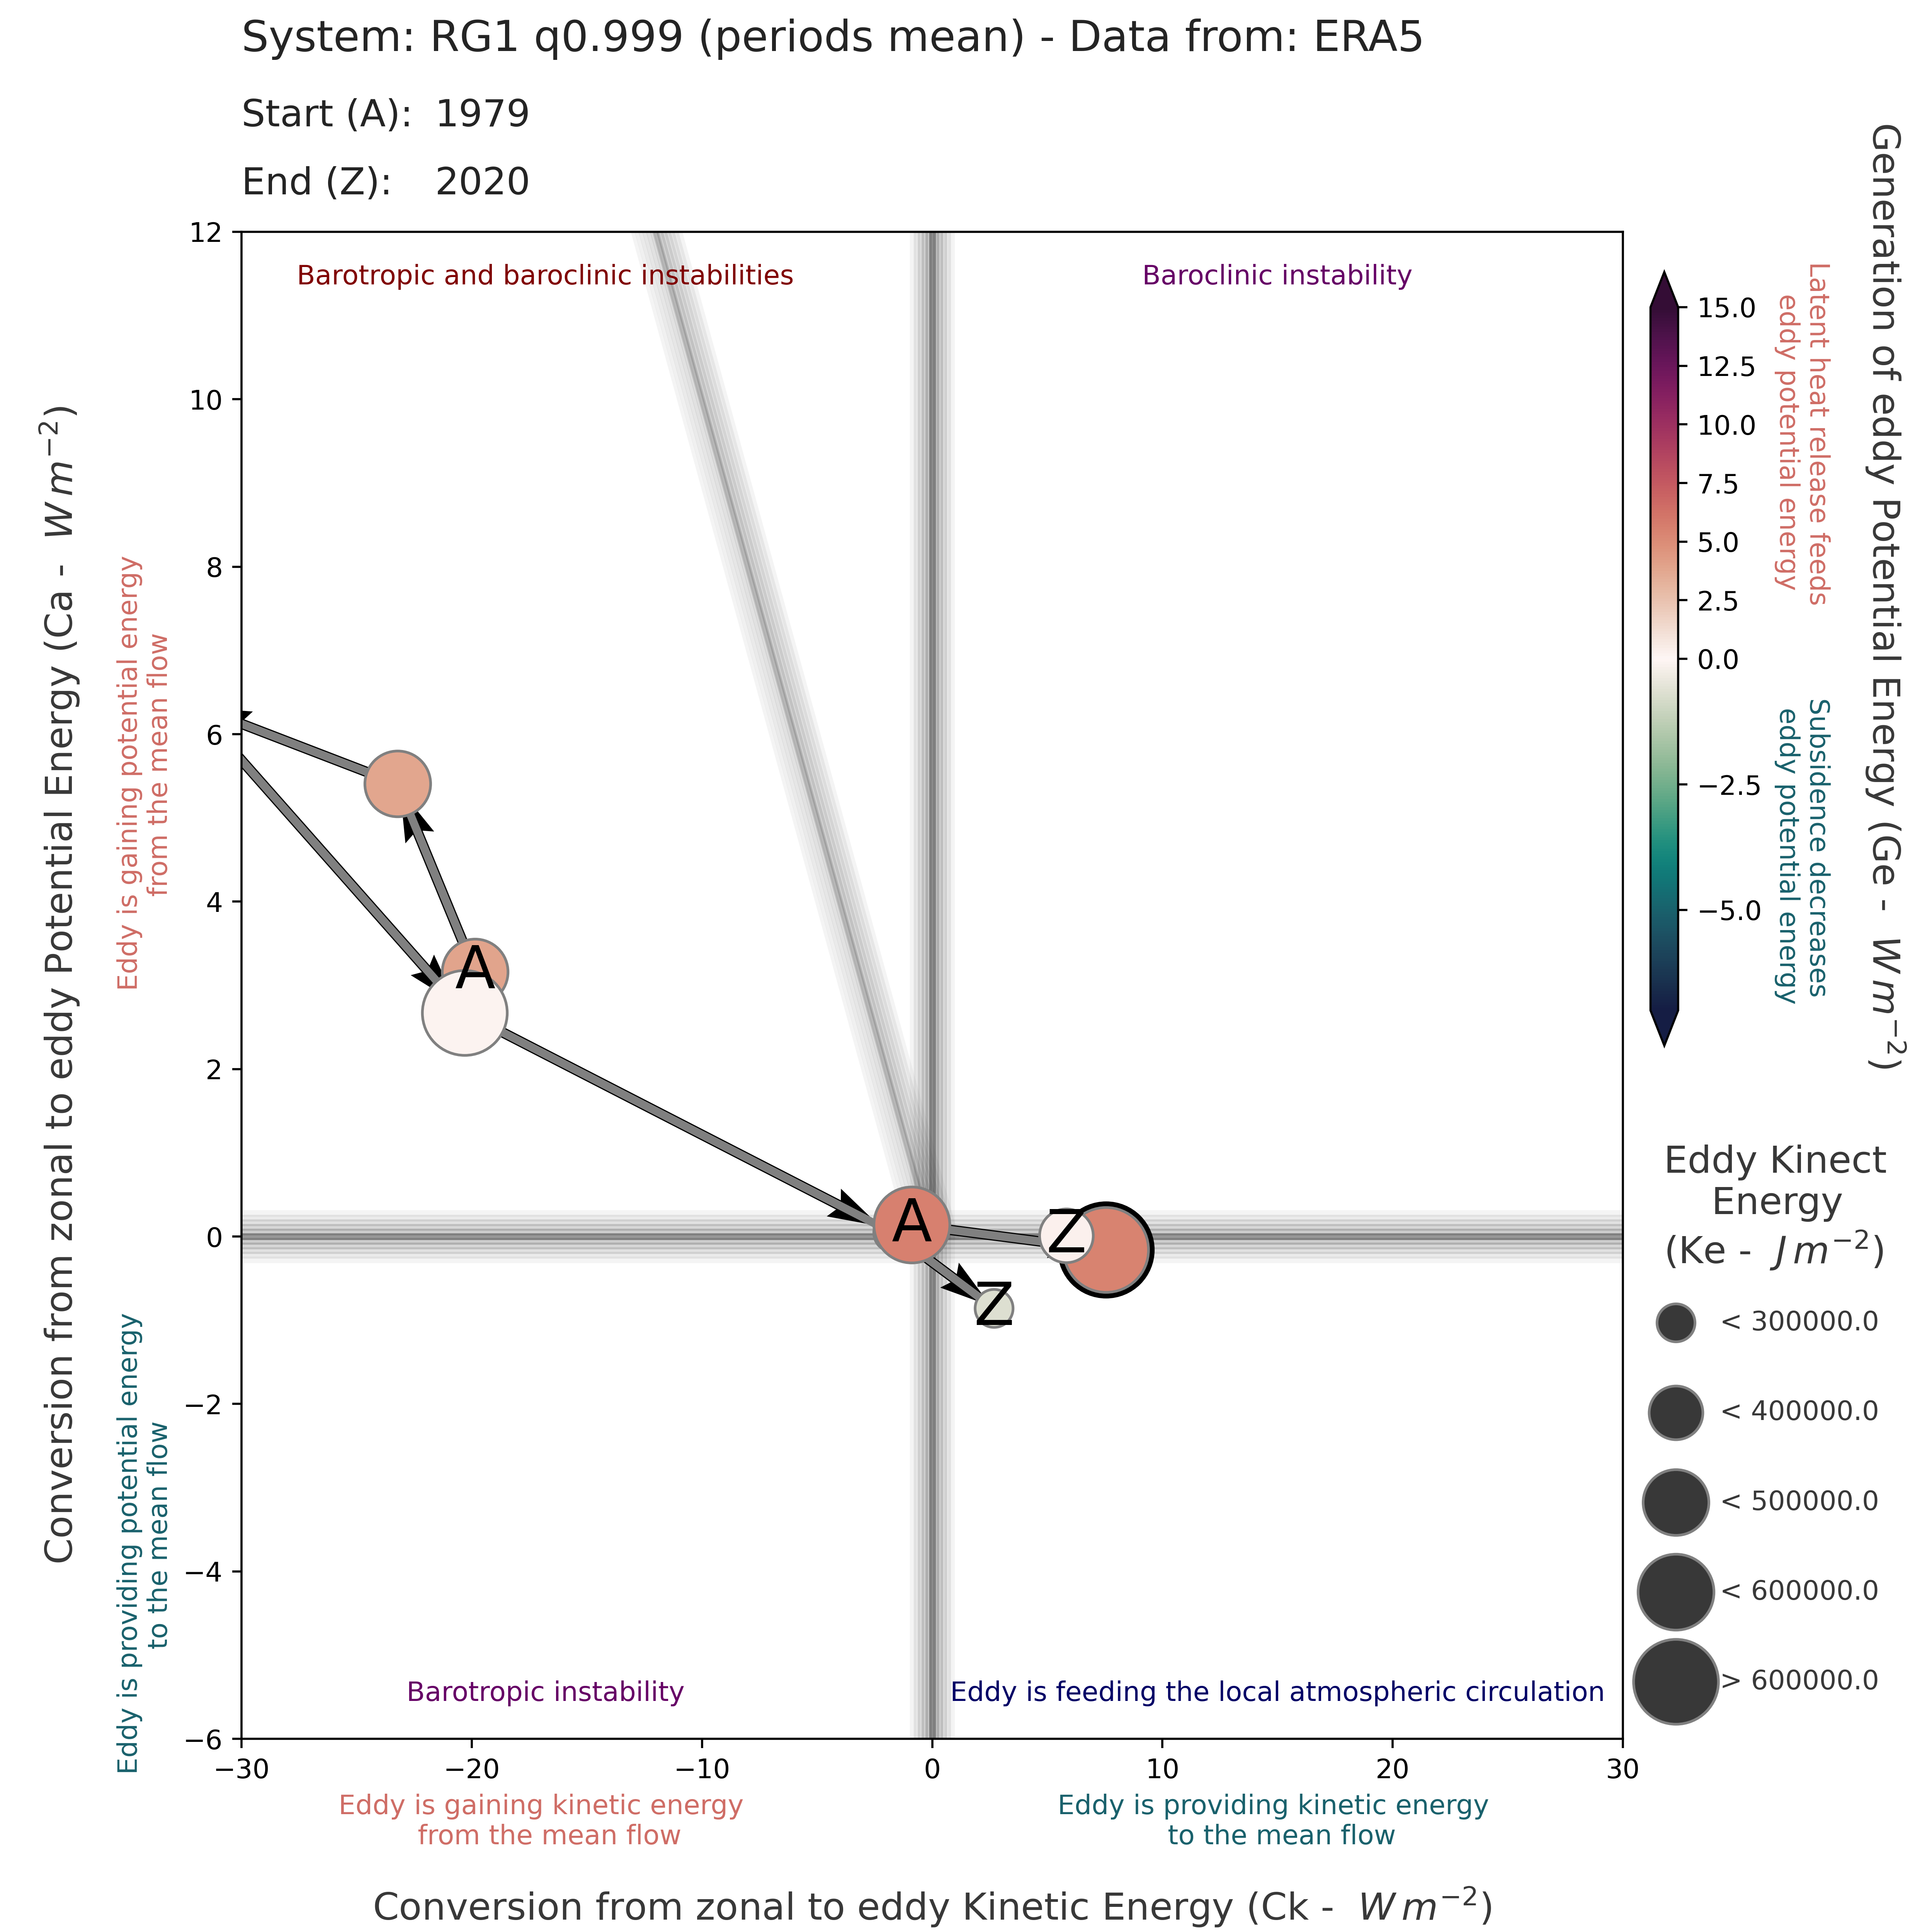 System: RG1 q0.999 (periods mean) - Data from: ERA5
Start (A): 1979
End (Z): 2020
Conversion from zonal to eddy Potential Energy (Ca - W m⁻²)
Eddy is gaining potential energy
from the mean flow
Eddy is providing potential energy
to the mean flow
12
10
8
6
4
2
0
−2
−4
−6
Barotropic and baroclinic instabilities
Baroclinic instability
A
A
Z
Z
Barotropic instability
Eddy is feeding the local atmospheric circulation
−30
−20
−10
0
10
20
30
Eddy is gaining kinetic energy
from the mean flow
Eddy is providing kinetic energy
to the mean flow
Conversion from zonal to eddy Kinetic Energy (Ck - W m⁻²)
15.0
12.5
10.0
7.5
5.0
2.5
0.0
−2.5
−5.0
Latent heat release feeds
eddy potential energy
Subsidence decreases
eddy potential energy
Generation of eddy Potential Energy (Ge - W m⁻²)
Eddy Kinect
Energy
(Ke - J m⁻²)
< 300000.0
< 400000.0
< 500000.0
< 600000.0
> 600000.0